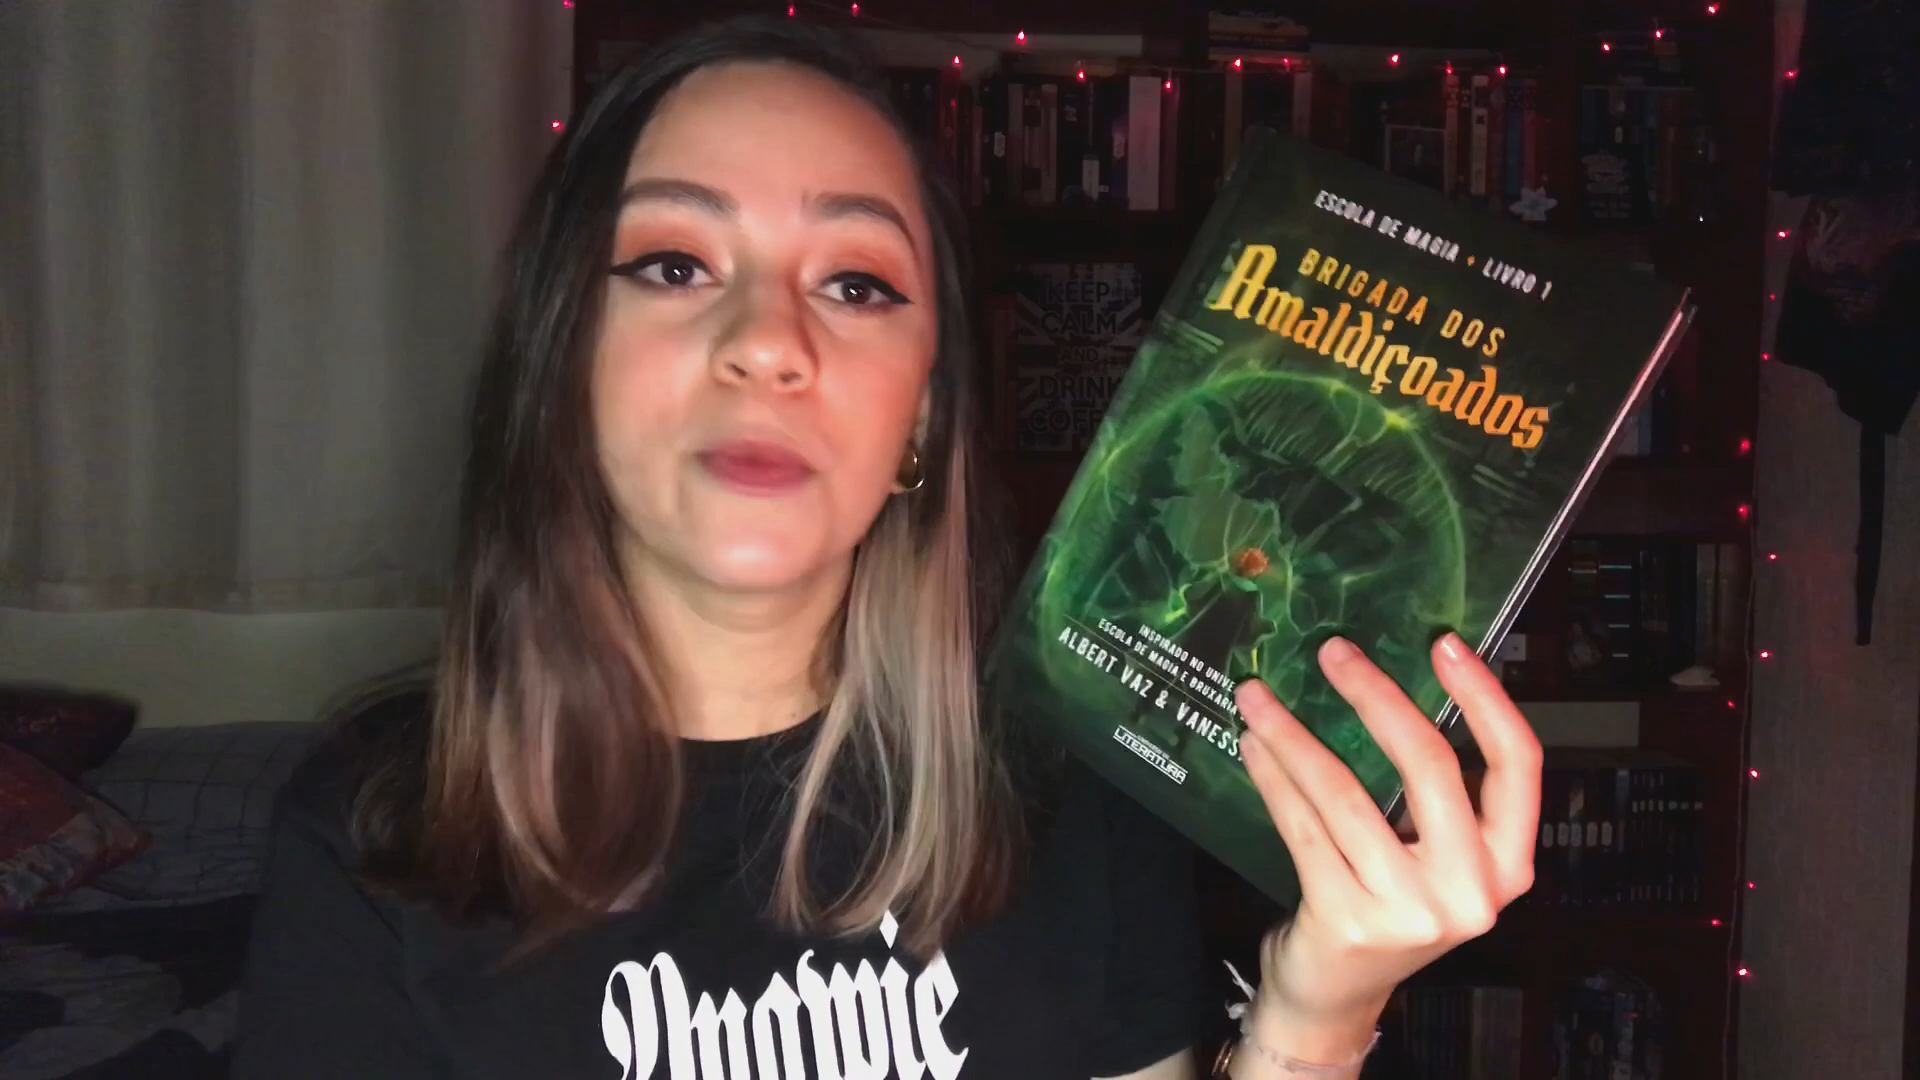 ESCOLA DE MAGIA + LIVRO 1
BRIGADA DOS
Amaldiçoados
INSPIRADO NO UNIVE
ESCOLA DE MAGIA E BRUXARIA
ALBERT VAZ & VANESS
LITERATURA
KEEP
CALM
AND
DRINK
COFF